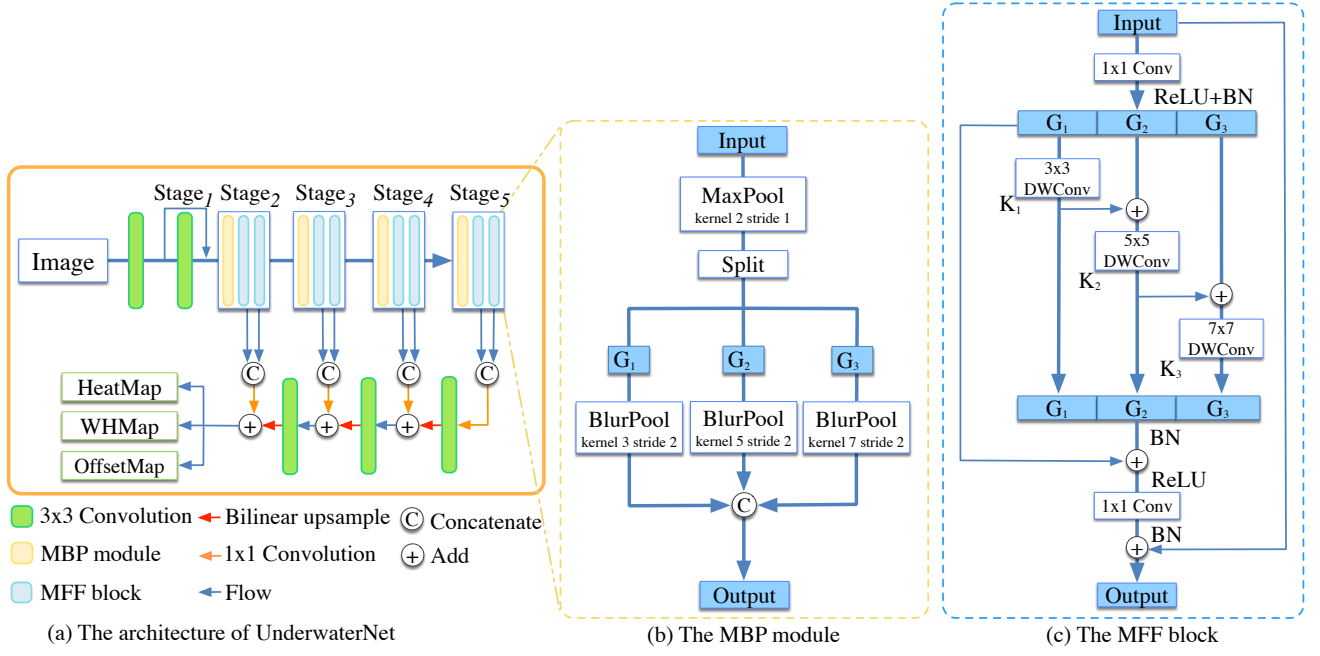 Image
Stage1
Stage2
Stage3
Stage4
Stage5
C
C
C
C
+
+
+
HeatMap
WHMap
OffsetMap
3x3 Convolution
Bilinear upsample
C Concatenate
MBP module
1x1 Convolution
+ Add
MFF block
Flow
(a) The architecture of UnderwaterNet
Input
MaxPool
kernel 2 stride 1
Split
G1
G2
G3
BlurPool
kernel 3 stride 2
BlurPool
kernel 5 stride 2
BlurPool
kernel 7 stride 2
C
Output
(b) The MBP module
Input
1x1 Conv
ReLU+BN
G1 G2 G3
3x3
DWConv
K1
+
5x5
DWConv
K2
+
7x7
DWConv
K3
G1 G2 G3
BN
+
ReLU
1x1 Conv
BN
+
Output
(c) The MFF block